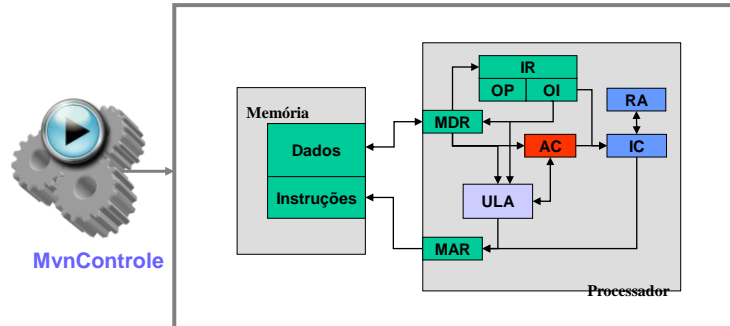 MvnControle
Memória
Dados
Instruções
IR
OP
OI
MDR
RA
AC
IC
ULA
MAR
Processador